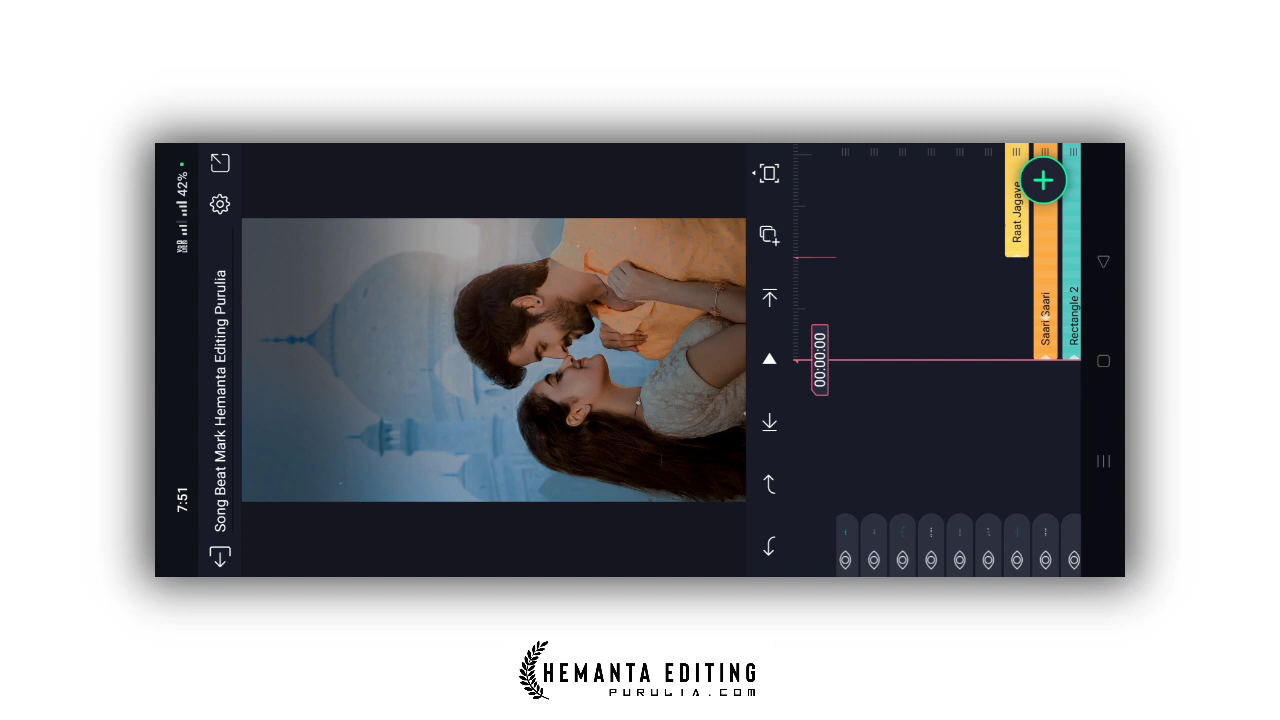 7:51
42%
Song Beat Mark Hemanta Editing Purulia
00:00:00
Raat Jagave
Saari Saari
Rectangle 2
HEMANTA EDITING
PURULIA.COM